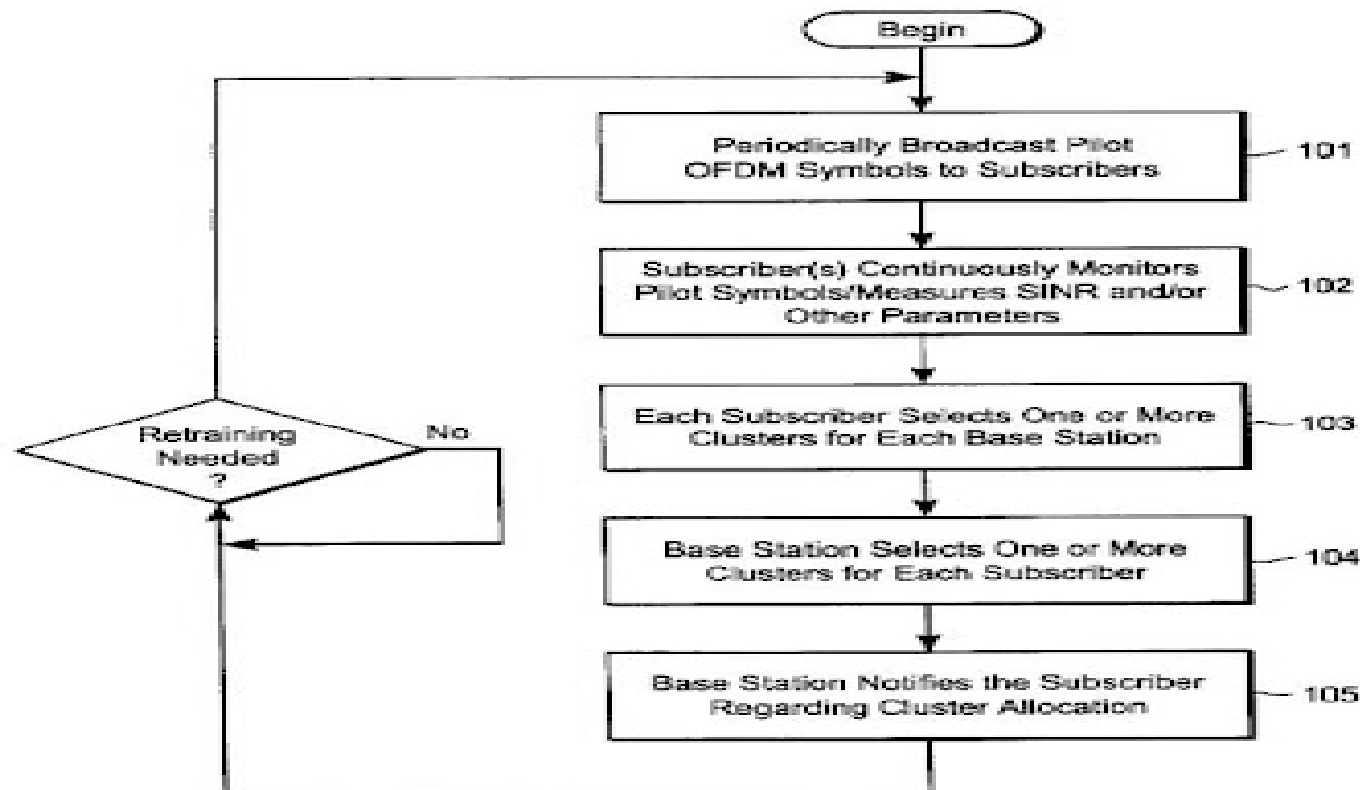 Begin
Periodically Broadcast Pilot
OFDM Symbols to Subscribers
101
Subscriber(s) Continuously Monitors
Pilot Symbols/Measures SINR and/or
Other Parameters
102
Each Subscriber Selects One or More
Clusters for Each Base Station
103
Base Station Selects One or More
Clusters for Each Subscriber
104
Base Station Notifies the Subscriber
Regarding Cluster Allocation
105
Retraining
Needed
?
No